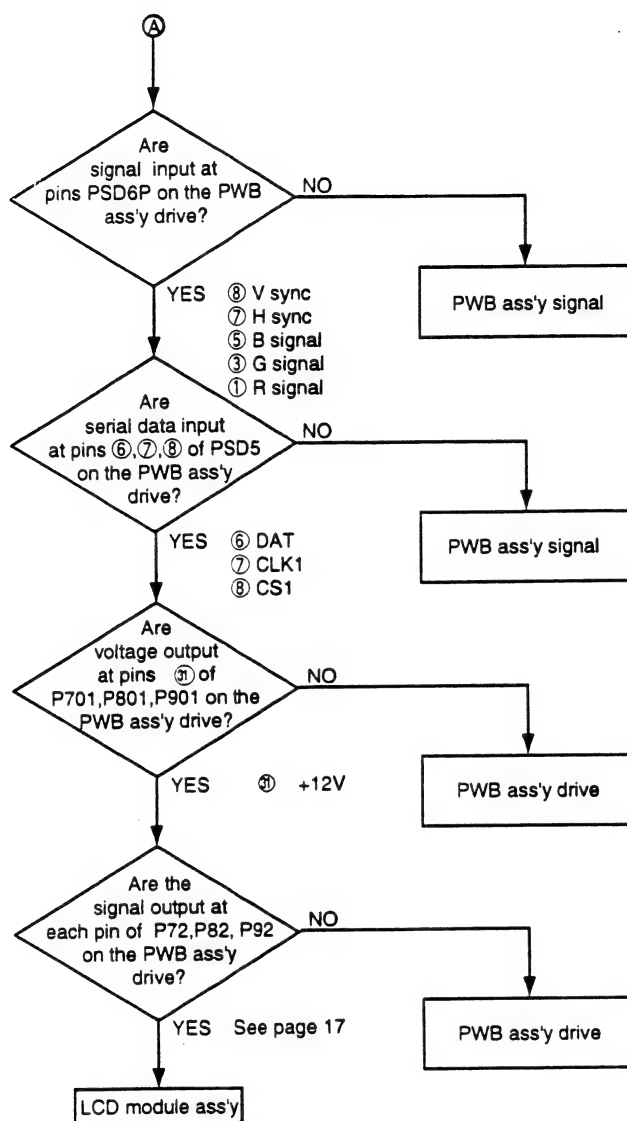 Ⓐ
Are
signal input at
pins PSD6P on the PWB
ass'y drive?
NO
PWB ass'y signal
YES ⑧ V sync
⑦ H sync
⑤ B signal
③ G signal
① R signal
Are
serial data input
at pins ⑥,⑦,⑧ of PSD5
on the PWB ass'y
drive?
NO
PWB ass'y signal
YES ⑥ DAT
⑦ CLK1
⑧ CS1
Are
voltage output
at pins ㉛ of
P701,P801,P901 on the
PWB ass'y drive?
NO
PWB ass'y drive
YES ㉛ +12V
Are the
signal output at
each pin of P72,P82, P92
on the PWB ass'y
drive?
NO
PWB ass'y drive
YES See page 17
LCD module ass'y